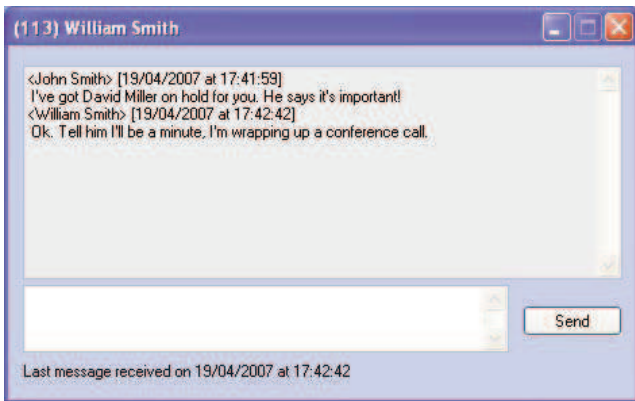 (113) William Smith
<John Smith> [19/04/2007 at 17:41:59]
I've got David Miller on hold for you. He says it's important!
<William Smith> [19/04/2007 at 17:42:42]
Ok. Tell him I'll be a minute, I'm wrapping up a conference call.
Send
Last message received on 19/04/2007 at 17:42:42